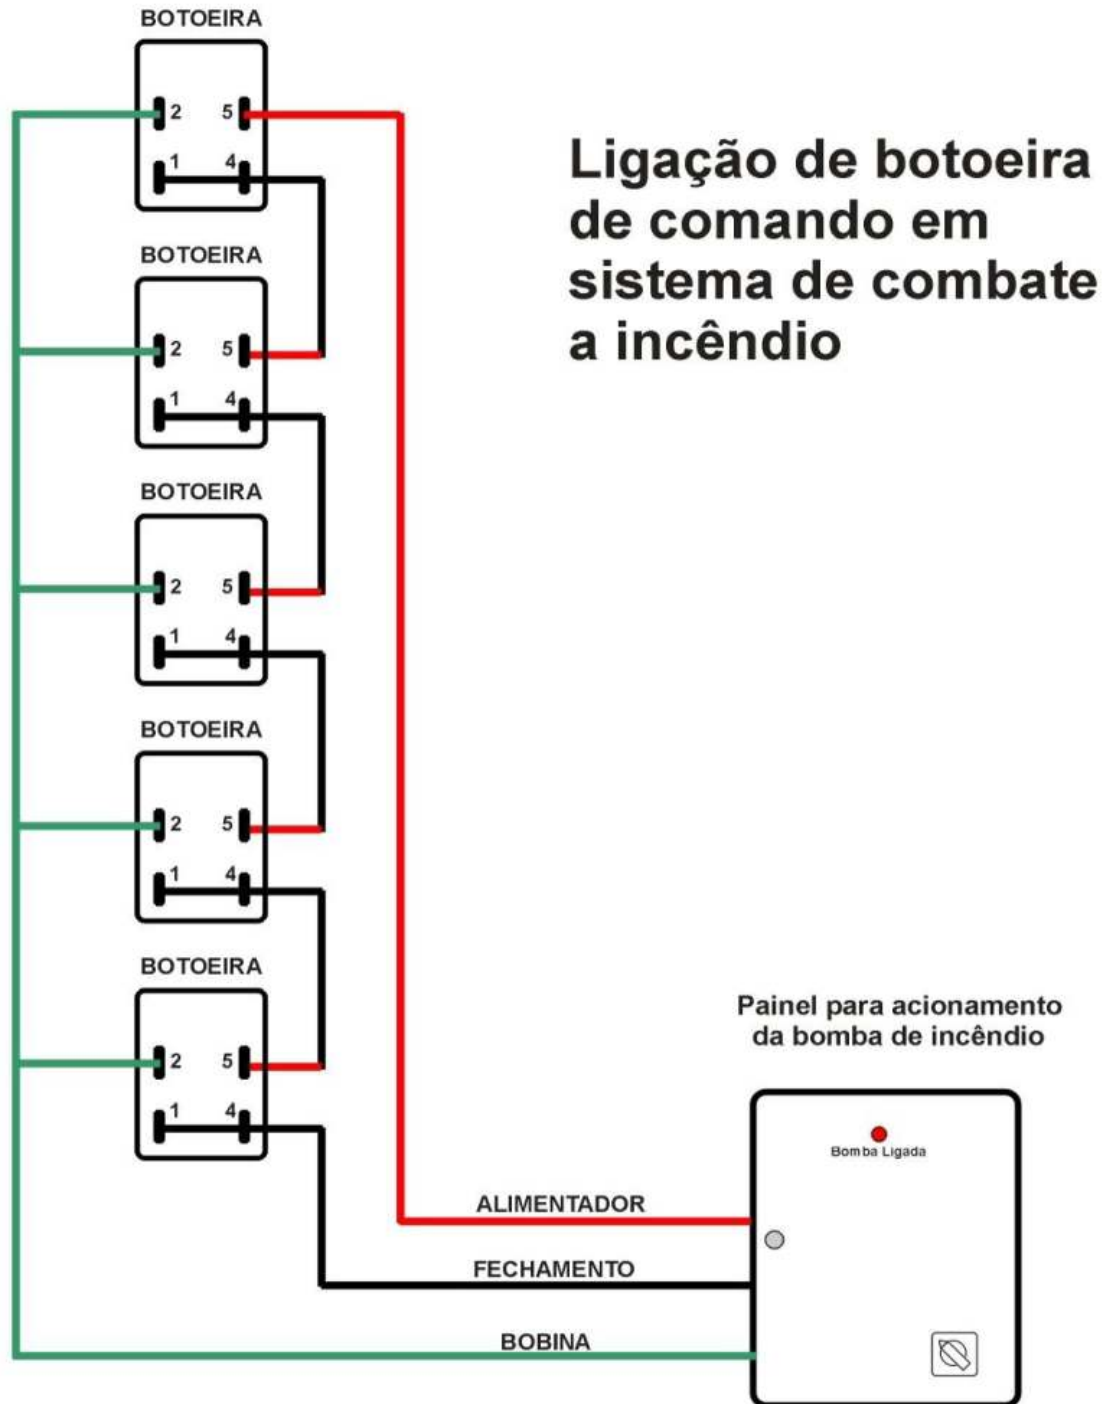 BOTOEIRA
2 5
1 4
Ligação de botoeira
de comando em
sistema de combate
a incêndio
BOTOEIRA
2 5
1 4
BOTOEIRA
2 5
1 4
BOTOEIRA
2 5
1 4
BOTOEIRA
2 5
1 4
Painel para acionamento
da bomba de incêndio
Bomba Ligada
ALIMENTADOR
FECHAMENTO
BOBINA